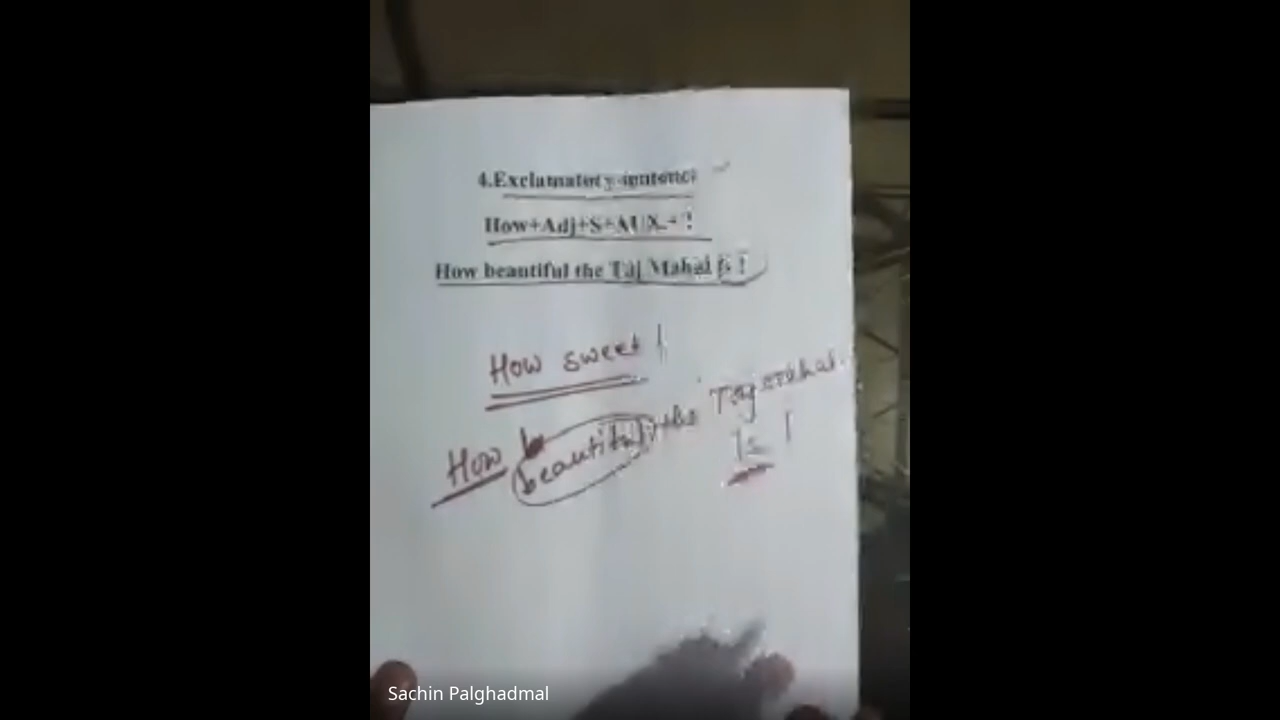 4.Exclamatory sentence
How+Adj+S+AUX.+ !
How beautiful the Taj Mahal is !
How sweet !
How beautiful the Taj
is !
Sachin Palghadmal